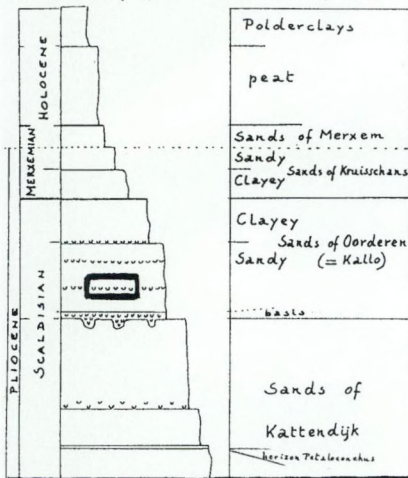 HOLOCENE
MERXEMIAN
PLIOCENE
SCALDISIAN
Polderclays
peat
Sands of Merxem
Sandy
Sands of Kruisschans
Clayey
Clayey
Sands of Oorderen
Sandy (= Kallo)
basis
Sands of
Kattendijk
horizon Petaloconchus